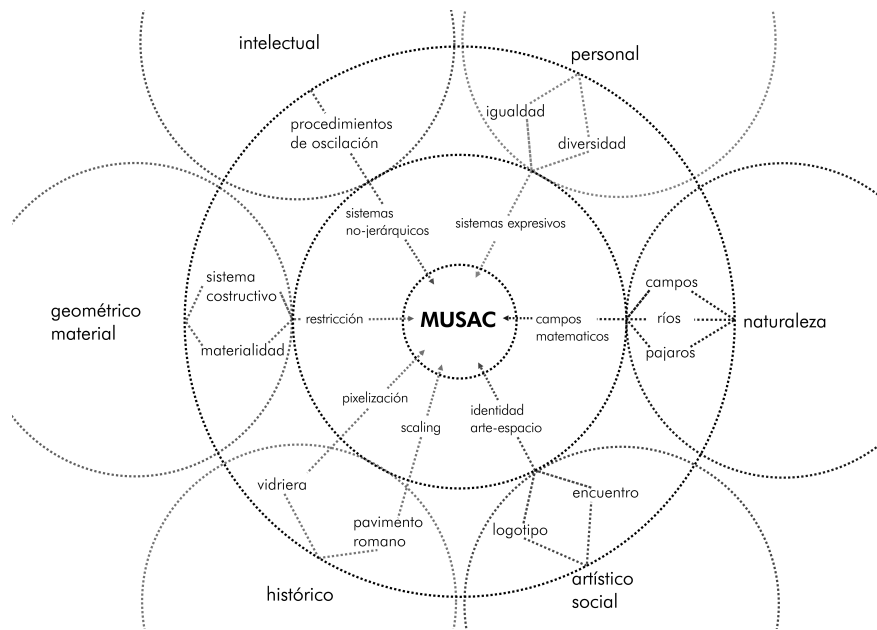 intelectual
personal
igualdad
procedimientos
de oscilación
diversidad
sistemas
no-jerárquicos
sistemas expresivos
sistema
costructivo
campos
geométrico
material
restricción
MUSAC
campos
matematicos
ríos
naturaleza
materialidad
pajaros
pixelización
scaling
identidad
arte-espacio
vidriera
encuentro
pavimento
romano
logotipo
histórico
artístico
social